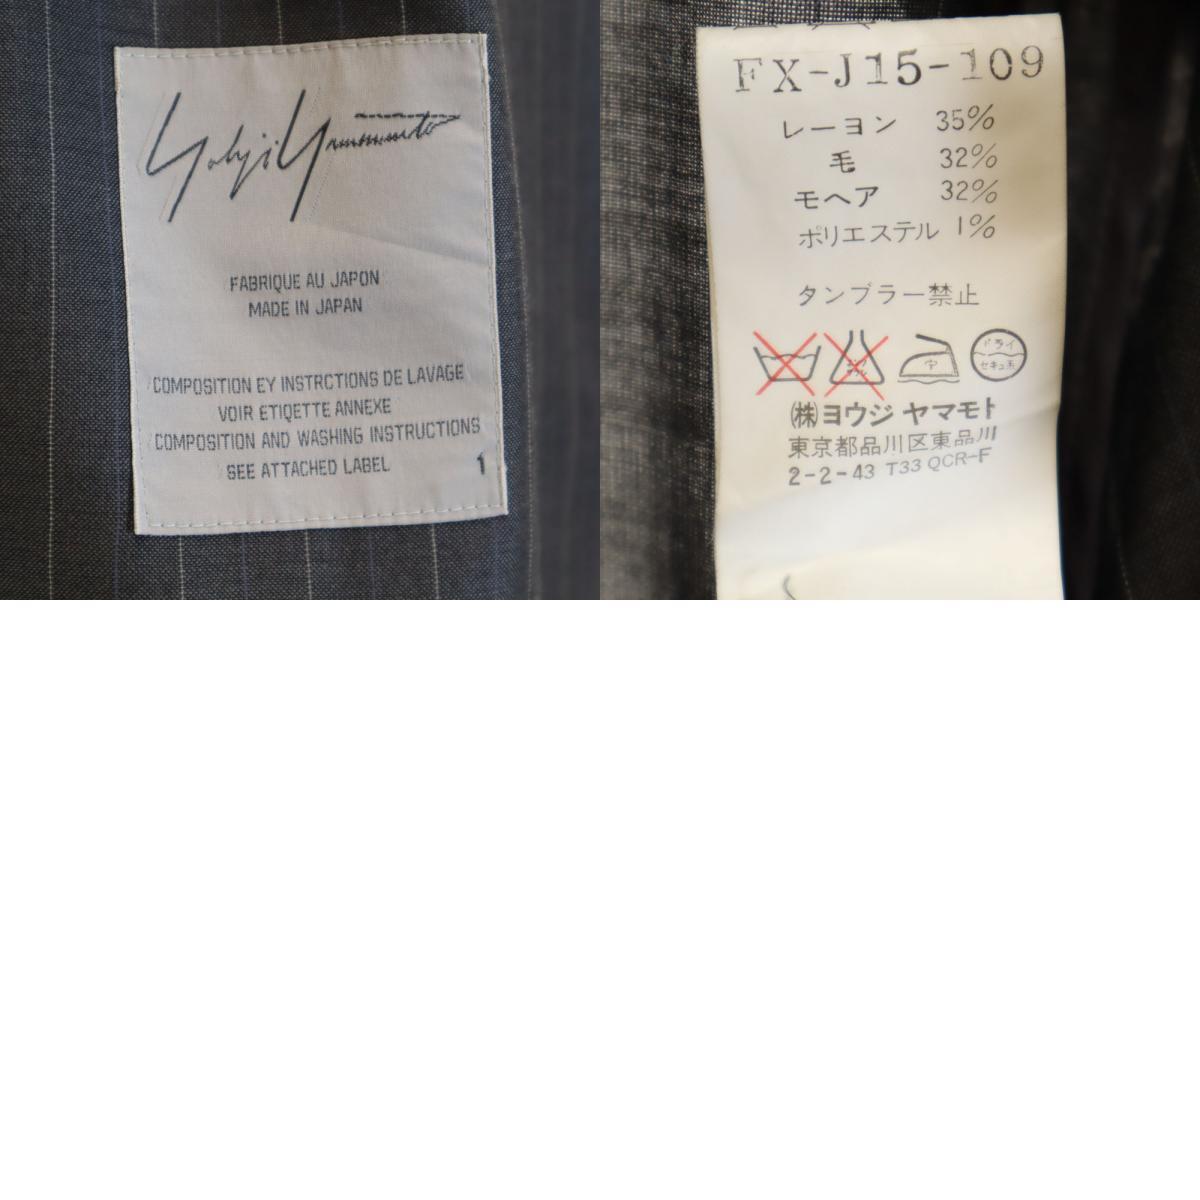 Yohji Yamamoto
FABRIQUE AU JAPON
MADE IN JAPAN
COMPOSITION EY INSTRCTIONS DE LAVAGE
VOIR ETIQETTE ANNEXE
COMPOSITION AND WASHING INSTRUCTIONS
SEE ATTACHED LABEL 1
FX-J15-109
レーヨン 35%
毛 32%
モヘア 32%
ポリエステル 1%
タンブラー禁止
中
ドライ
セキユ系
(株)ヨウジ ヤマモト
東京都品川区東品川
2-2-43 T33 QCR-F